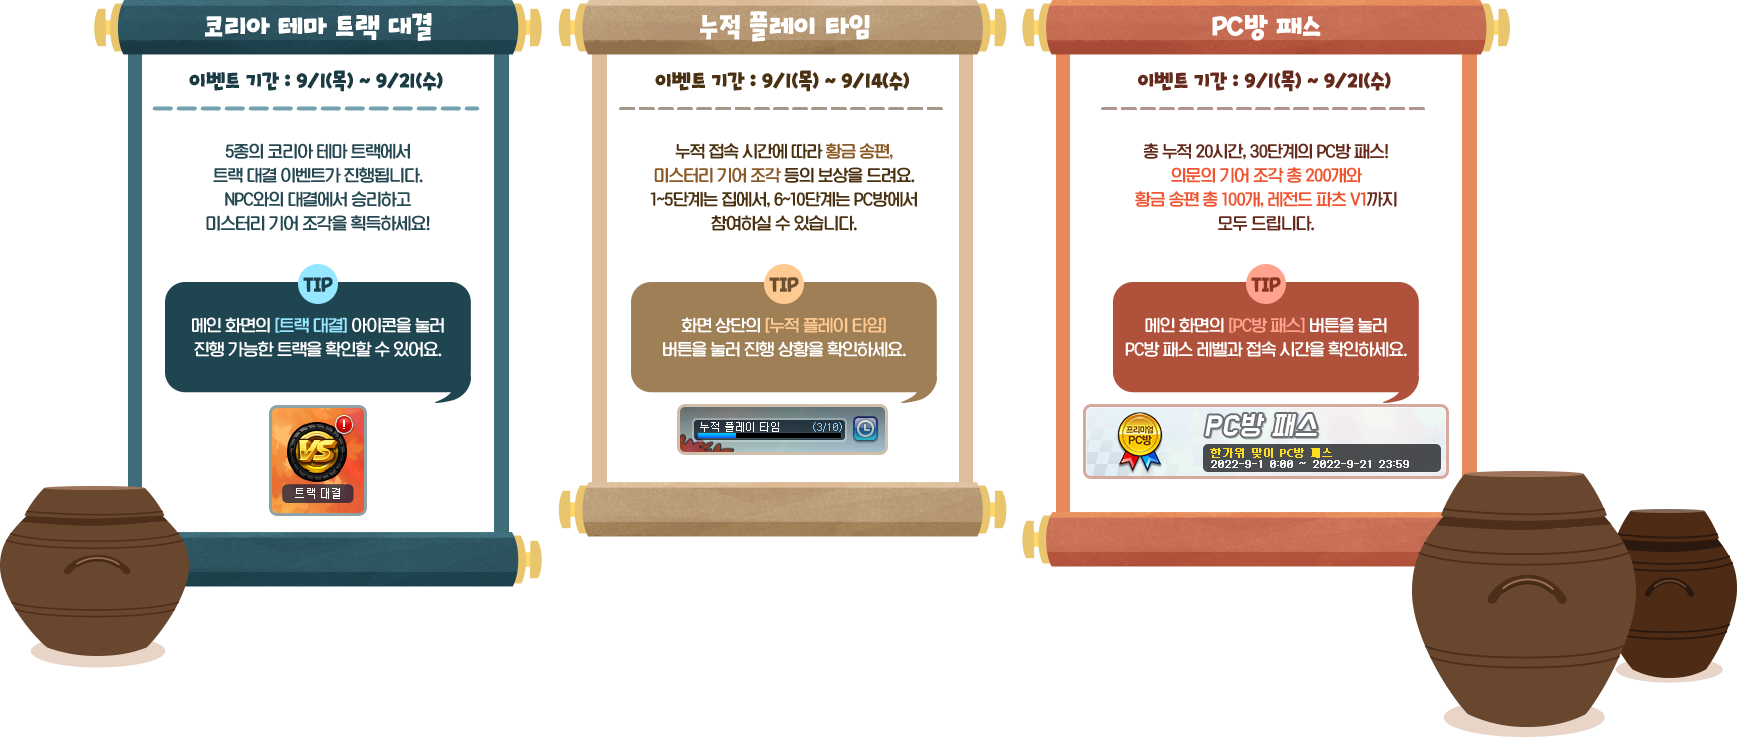 코리아 테마 트랙 대결
이벤트 기간 : 9/1(목) ~ 9/21(수)
5종의 코리아 테마 트랙에서
트랙 대결 이벤트가 진행됩니다.
NPC와의 대결에서 승리하고
미스터리 기어 조각을 획득하세요!
TIP
메인 화면의 [트랙 대결] 아이콘을 눌러
진행 가능한 트랙을 확인할 수 있어요.
!
VS
트랙 대결
누적 플레이 타임
이벤트 기간 : 9/1(목) ~ 9/14(수)
누적 접속 시간에 따라 황금 송편,
미스터리 기어 조각 등의 보상을 드려요.
1~5단계는 집에서, 6~10단계는 PC방에서
참여하실 수 있습니다.
TIP
화면 상단의 [누적 플레이 타임]
버튼을 눌러 진행 상황을 확인하세요.
누적 플레이 타임 (3/10)
PC방 패스
이벤트 기간 : 9/1(목) ~ 9/21(수)
총 누적 20시간, 30단계의 PC방 패스!
의문의 기어 조각 총 200개와
황금 송편 총 100개, 레전드 파츠 V1까지
모두 드립니다.
TIP
메인 화면의 [PC방 패스] 버튼을 눌러
PC방 패스 레벨과 접속 시간을 확인하세요.
프리미엄
PC방
PC방 패스
한가위 맞이 PC방 패스
2022-9-1 0:00 ~ 2022-9-21 23:59